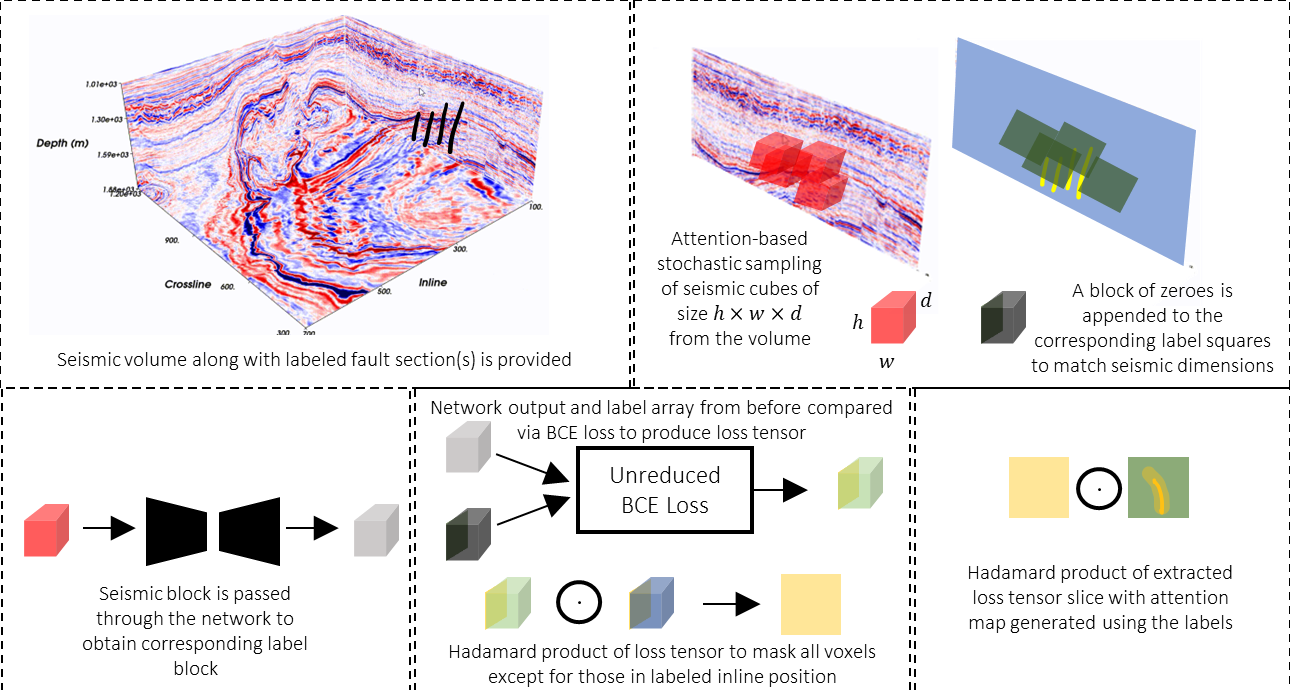 1.01e+03
1.30e+03
Depth (m)
1.59e+03
1.20e+03
900.
Crossline
600.
300.
700.
500.
Inline
300.
100.
Seismic volume along with labeled fault section(s) is provided
Attention-based
stochastic sampling
of seismic cubes of
size h × w × d
from the volume
h
d
w
A block of zeroes is
appended to the
corresponding label squares
to match seismic dimensions
Seismic block is passed
through the network to
obtain corresponding label
block
Network output and label array from before compared
via BCE loss to produce loss tensor
Unreduced
BCE Loss
Hadamard product of loss tensor to mask all voxels
except for those in labeled inline position
Hadamard product of extracted
loss tensor slice with attention
map generated using the labels